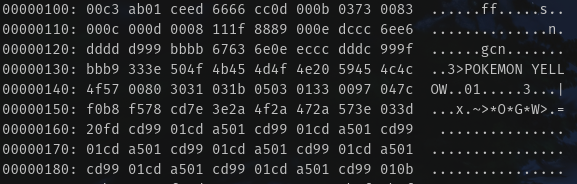 00000100: 00c3 ab01 ceed 6666 cc0d 000b 0373 0083  ......ff.....s..
00000110: 000c 000d 0008 111f 8889 000e dccc 6ee6  ..............n.
00000120: dddd d999 bbbb 6763 6e0e eccc dddc 999f  ......gcn.......
00000130: bbb9 333e 504f 4b45 4d4f 4e20 5945 4c4c  ..3>POKEMON YELL
00000140: 4f57 0080 3031 031b 0503 0133 0097 047c  OW..01.....3...|
00000150: f0b8 f578 cd7e 3e2a 4f2a 472a 573e 033d  ...x.~>*O*G*W>.=
00000160: 20fd cd99 01cd a501 cd99 01cd a501 cd99   ...............
00000170: 01cd a501 cd99 01cd a501 cd99 01cd a501  ................
00000180: cd99 01cd a501 cd99 01cd a501 cd99 010b  ................